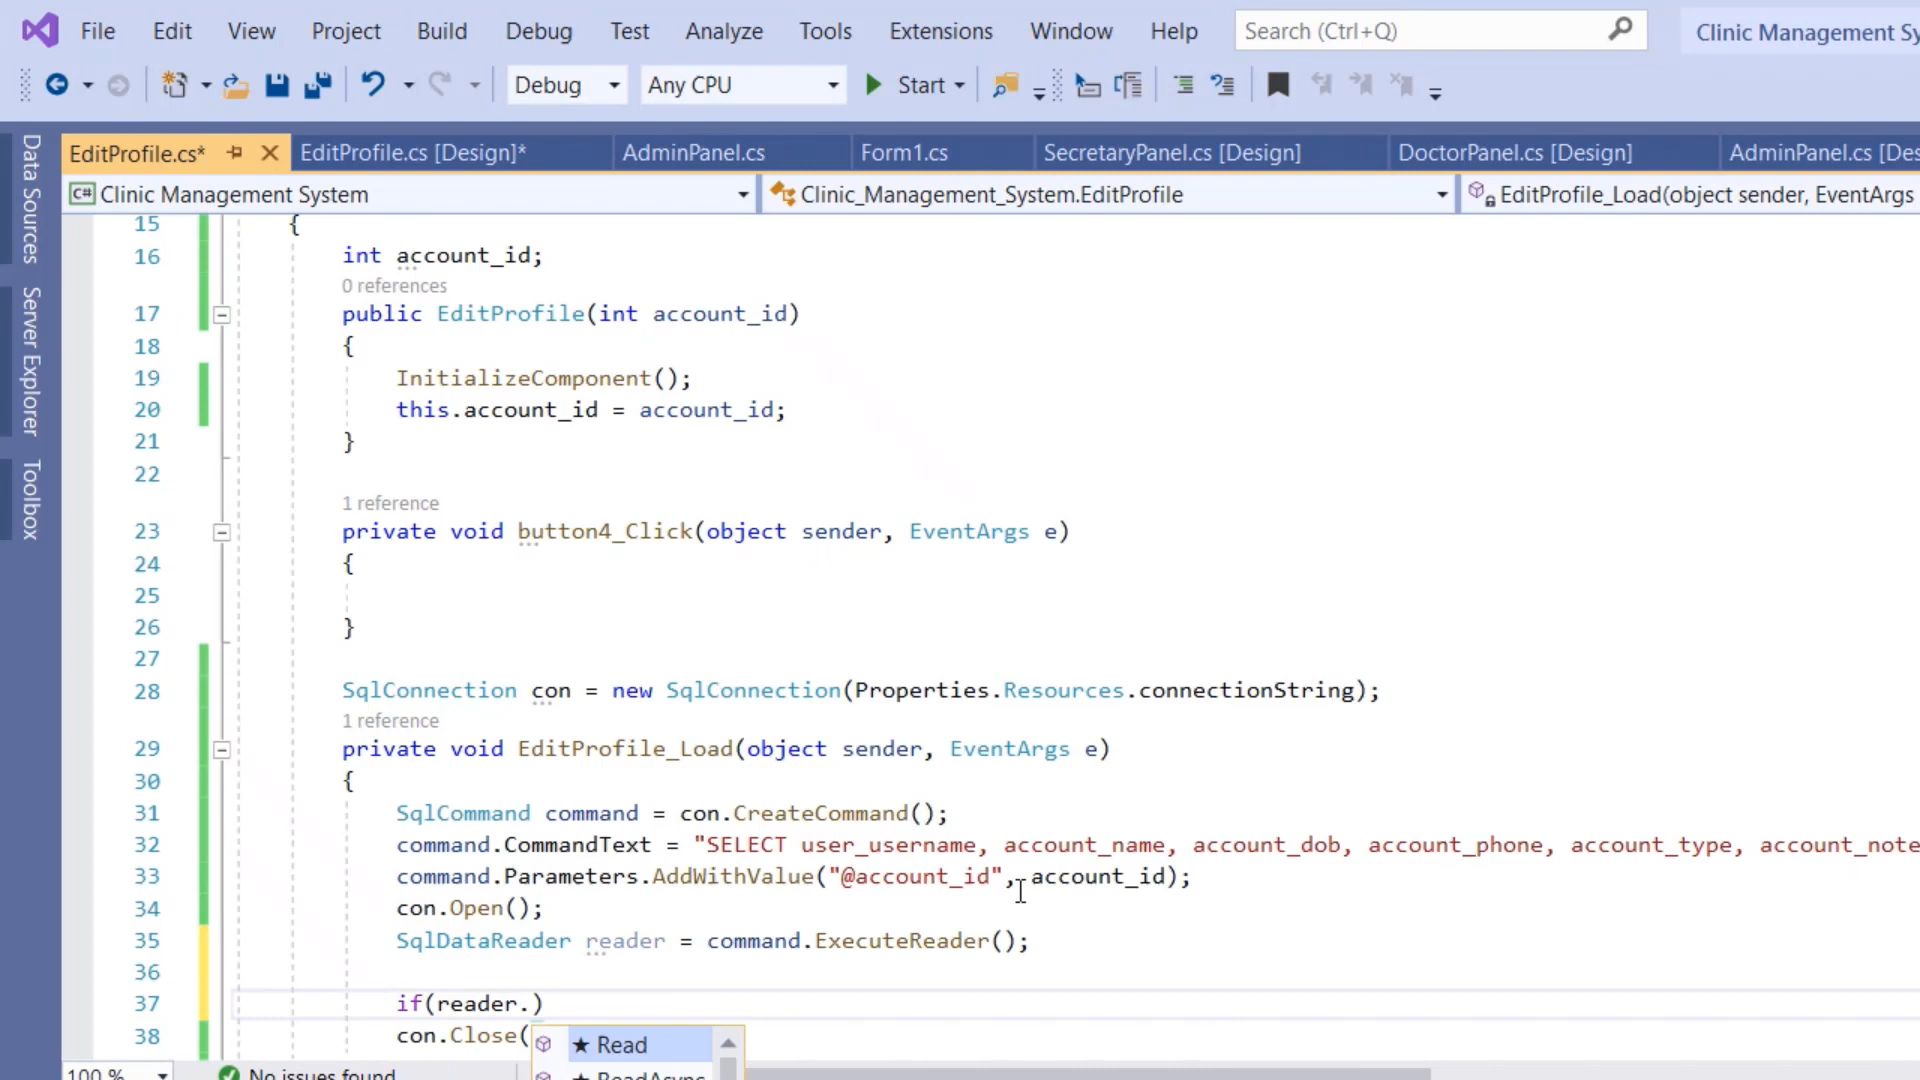 File Edit View Project Build Debug Test Analyze Tools Extensions Window Help Search (Ctrl+Q) Clinic Management Sy
Debug Any CPU Start
EditProfile.cs* EditProfile.cs [Design]* AdminPanel.cs Form1.cs SecretaryPanel.cs [Design] DoctorPanel.cs [Design] AdminPanel.cs [Des
C# Clinic Management System Clinic_Management_System.EditProfile EditProfile_Load(object sender, EventArgs
Data Sources
Server Explorer
Toolbox
15 {
16 int account_id;
0 references
17 public EditProfile(int account_id)
18 {
19 InitializeComponent();
20 this.account_id = account_id;
21 }
22
1 reference
23 private void button4_Click(object sender, EventArgs e)
24 {
25
26 }
27
28 SqlConnection con = new SqlConnection(Properties.Resources.connectionString);
1 reference
29 private void EditProfile_Load(object sender, EventArgs e)
30 {
31 SqlCommand command = con.CreateCommand();
32 command.CommandText = "SELECT user_username, account_name, account_dob, account_phone, account_type, account_note
33 command.Parameters.AddWithValue("@account_id", account_id);
34 con.Open();
35 SqlDataReader reader = command.ExecuteReader();
36
37 if(reader.)
38 con.Close(
★ Read
★ ReadAsync
100 % No issues found